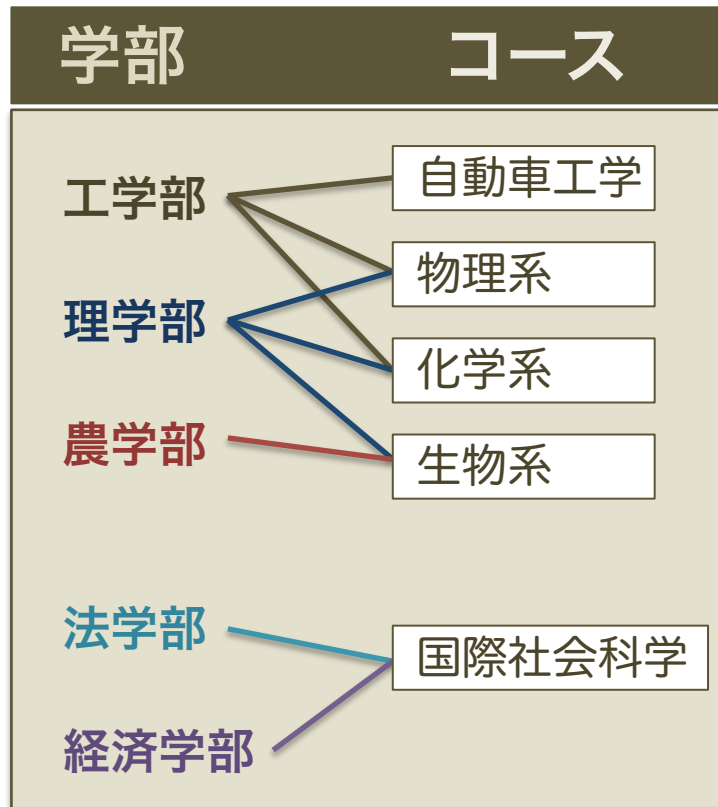 学部 コース
工学部 自動車工学
物理系
理学部
化学系
農学部
生物系
法学部
国際社会科学
経済学部